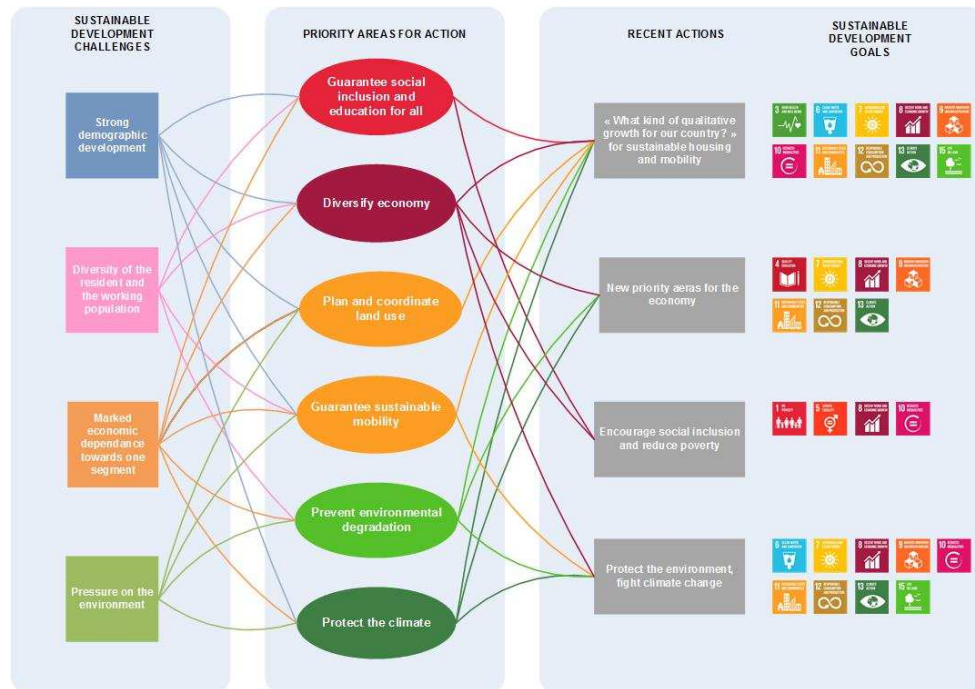 SUSTAINABLE
DEVELOPMENT
CHALLENGES
PRIORITY AREAS FOR ACTION
RECENT ACTIONS
SUSTAINABLE
DEVELOPMENT
GOALS
Strong
demographic
development
Diversity of the
resident and
the working
population
Marked
economic
dependance
towards one
segment
Pressure on the
environment
Guarantee social
inclusion and
education for all
Diversify economy
Plan and coordinate
land use
Guarantee sustainable
mobility
Prevent environmental
degradation
Protect the climate
« What kind of qualitative
growth for our country? »
for sustainable housing
and mobility
3
6
7
8
9
10
11
12
13
15
New priority aeras for the
economy
4
7
8
9
11
12
13
Encourage social inclusion
and reduce poverty
1
5
8
10
Protect the environment,
fight climate change
6
7
8
9
10
11
12
13
15